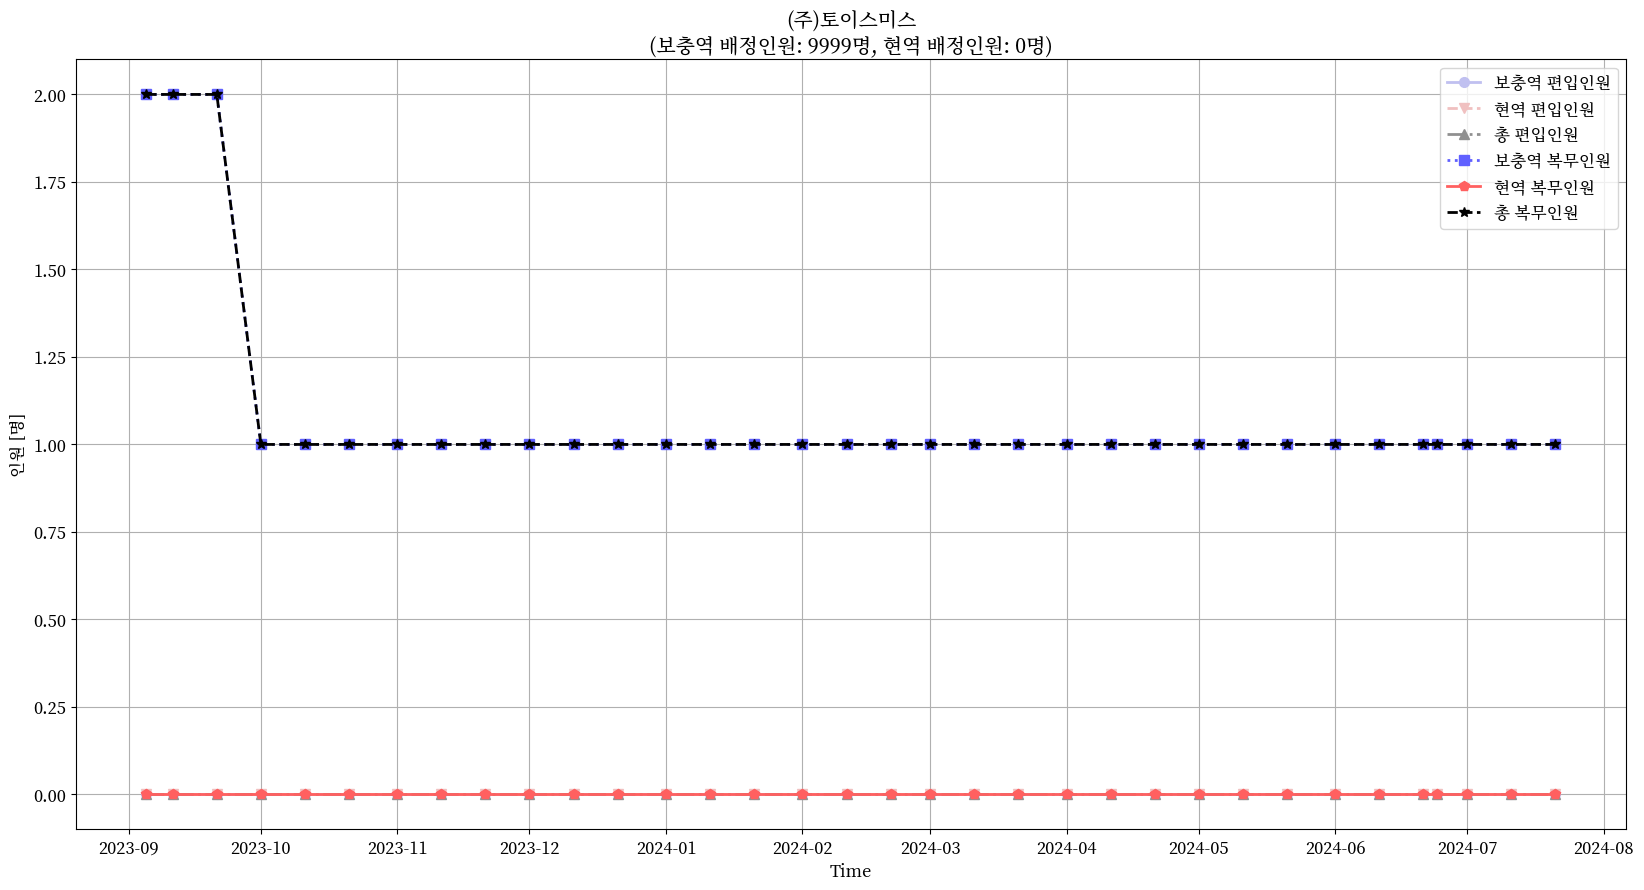 (주)토이스미스
(보충역 배정인원: 9999명, 현역 배정인원: 0명)
보충역 편입인원
현역 편입인원
총 편입인원
보충역 복무인원
현역 복무인원
총 복무인원
인원 [명]
2.00
1.75
1.50
1.25
1.00
0.75
0.50
0.25
0.00
2023-09 2023-10 2023-11 2023-12 2024-01 2024-02 2024-03 2024-04 2024-05 2024-06 2024-07 2024-08
Time